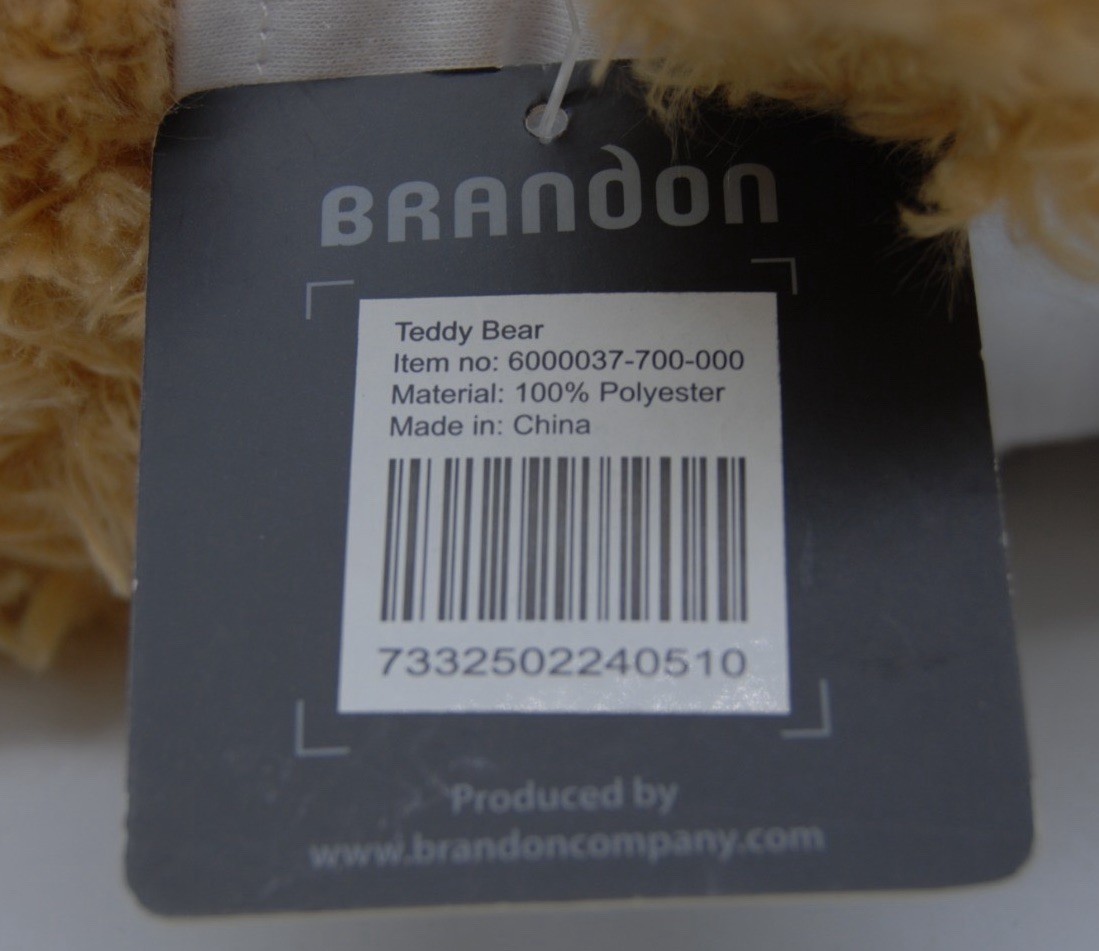 BRANDON
Teddy Bear
Item no: 6000037-700-000
Material: 100% Polyester
Made in: China
7332502240510
Produced by
www.brandoncompany.com